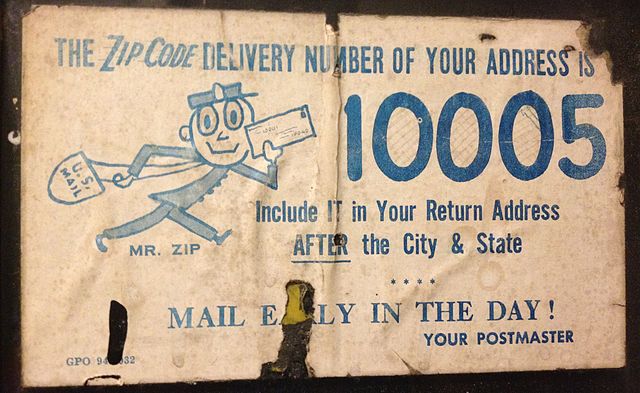 THE ZIP CODE DELIVERY NUMBER OF YOUR ADDRESS IS
10005
U.S. MAIL
MR. ZIP
Include IT in Your Return Address
AFTER the City & State
* * * *
MAIL IN THE DAY!
YOUR POSTMASTER
GPO